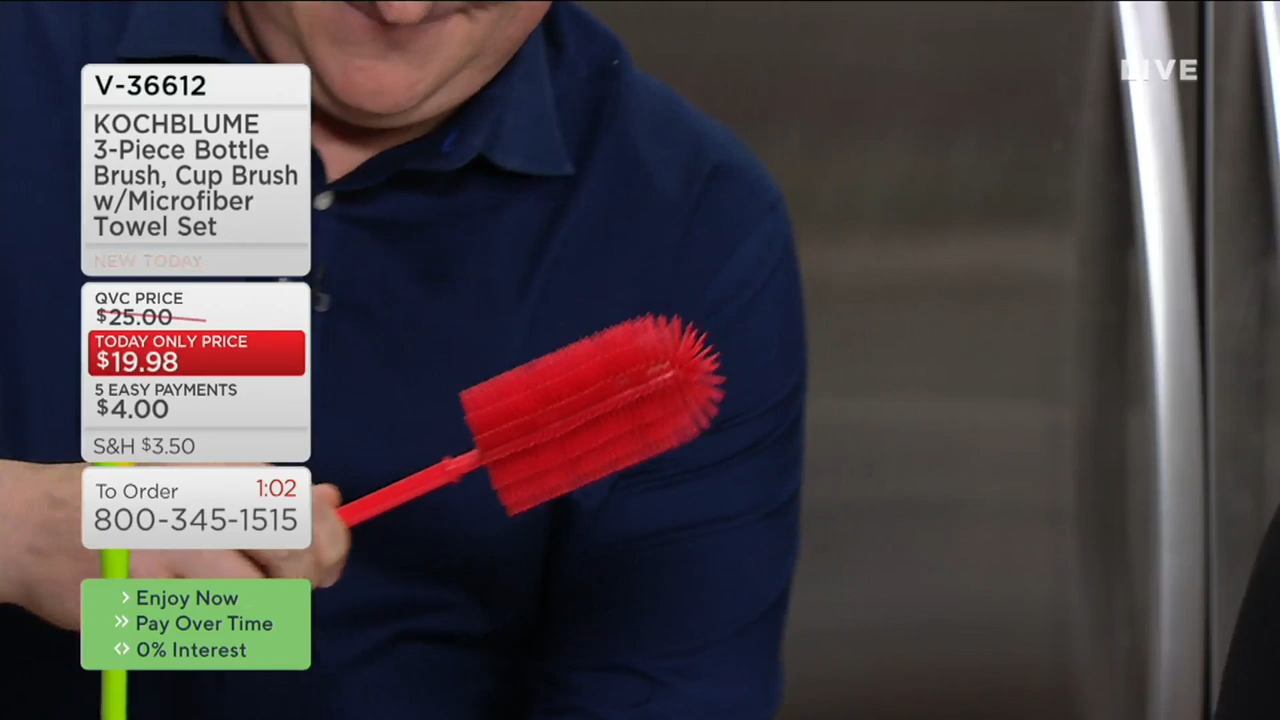 LIVE
V-36612
KOCHBLUME
3-Piece Bottle
Brush, Cup Brush
w/Microfiber
Towel Set
NEW TODAY
QVC PRICE
$25.00
TODAY ONLY PRICE
$19.98
5 EASY PAYMENTS
$4.00
S&H $3.50
To Order 1:02
800-345-1515
Enjoy Now
Pay Over Time
0% Interest